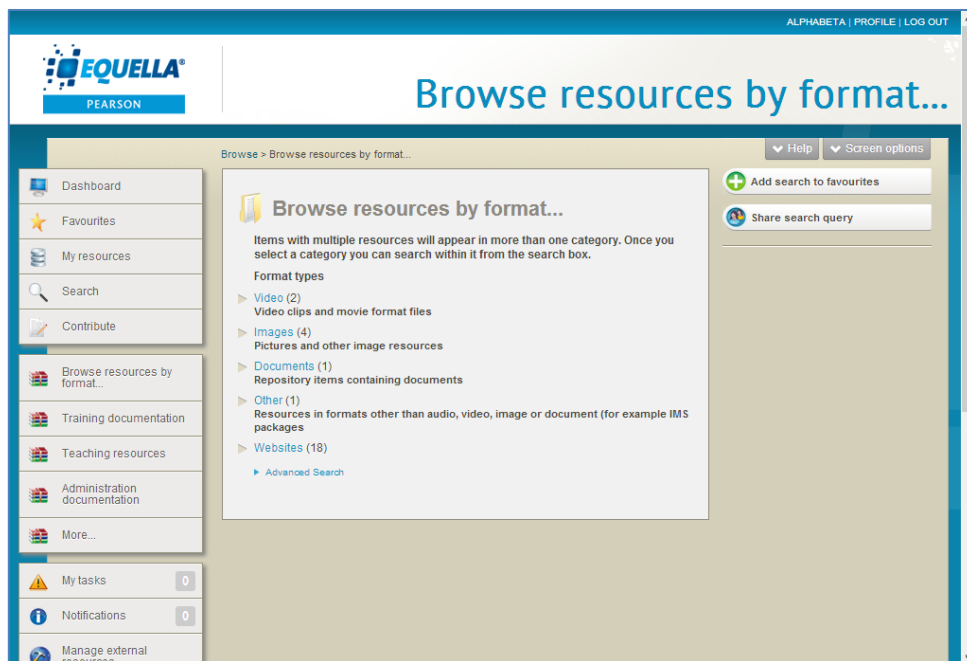 ALPHABETA | PROFILE | LOG OUT
EQUELLA®
PEARSON
Browse resources by format...
Browse > Browse resources by format...
Help
Screen options
Dashboard
Favourites
My resources
Search
Contribute
Browse resources by
format...
Training documentation
Teaching resources
Administration
documentation
More...
My tasks 0
Notifications 0
Manage external
resources
Browse resources by format...
Items with multiple resources will appear in more than one category. Once you
select a category you can search within it from the search box.
Format types
Video (2)
Video clips and movie format files
Images (4)
Pictures and other image resources
Documents (1)
Repository items containing documents
Other (1)
Resources in formats other than audio, video, image or document (for example IMS
packages
Websites (18)
Advanced Search
Add search to favourites
Share search query